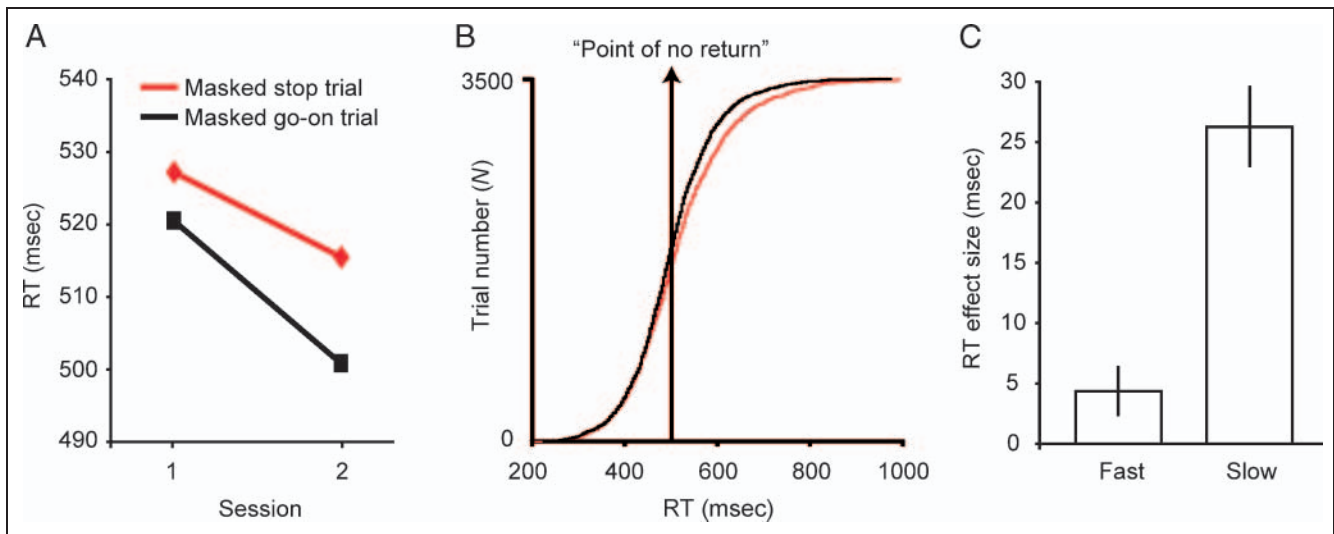 A
540
530
520
510
500
490
RT (msec)
Masked stop trial
Masked go-on trial
1
2
Session
B
"Point of no return"
3500
0
Trial number (N)
200
400
600
800
1000
RT (msec)
C
30
25
20
15
10
5
0
RT effect size (msec)
Fast
Slow